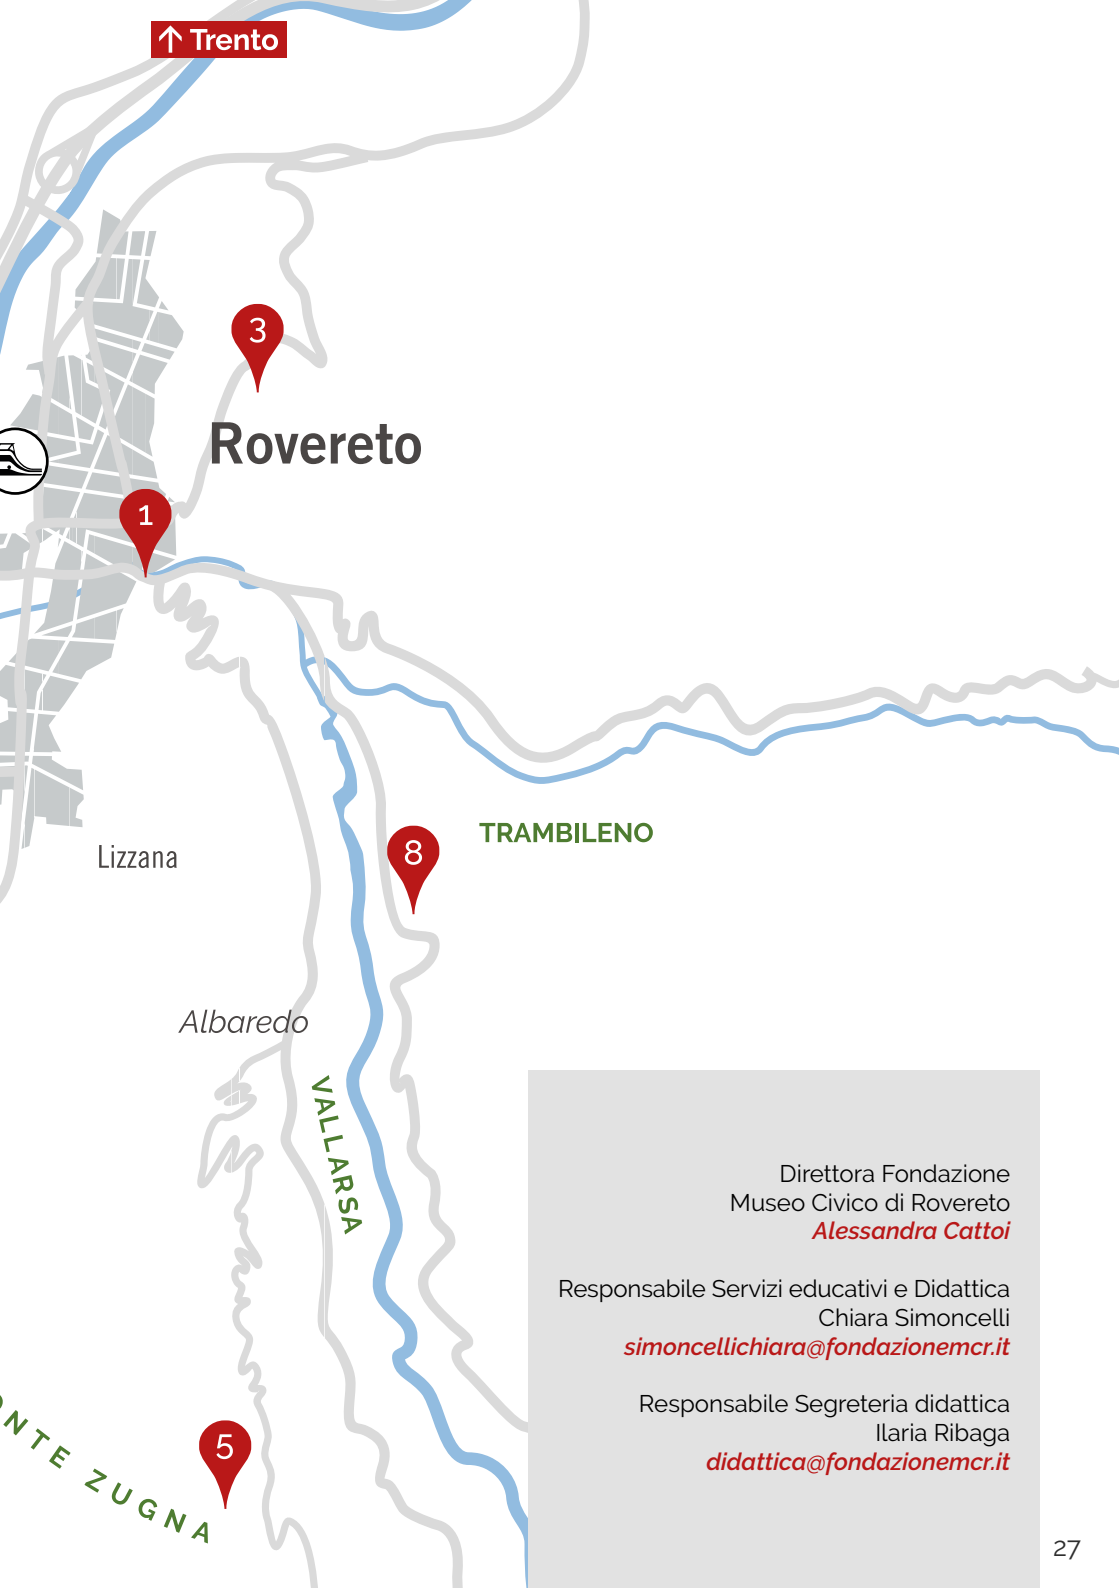 ↑ Trento
3
Rovereto
1
TRAMBILENO
8
Lizzana
Albaredo
VALLARSA
ONTE ZUGNA
5
Direttora Fondazione
Museo Civico di Rovereto
Alessandra Cattoi
Responsabile Servizi educativi e Didattica
Chiara Simoncelli
simoncellichiara@fondazionemcr.it
Responsabile Segreteria didattica
Ilaria Ribaga
didattica@fondazionemcr.it
27